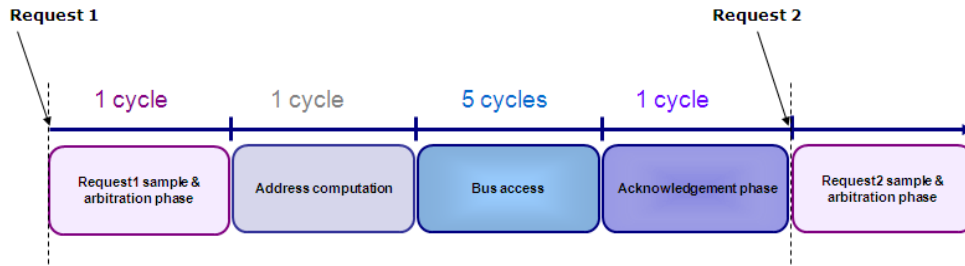 Request 1
Request 2
1 cycle
1 cycle
5 cycles
1 cycle
Request1 sample &
arbitration phase
Address computation
Bus access
Acknowledgement phase
Request2 sample &
arbitration phase